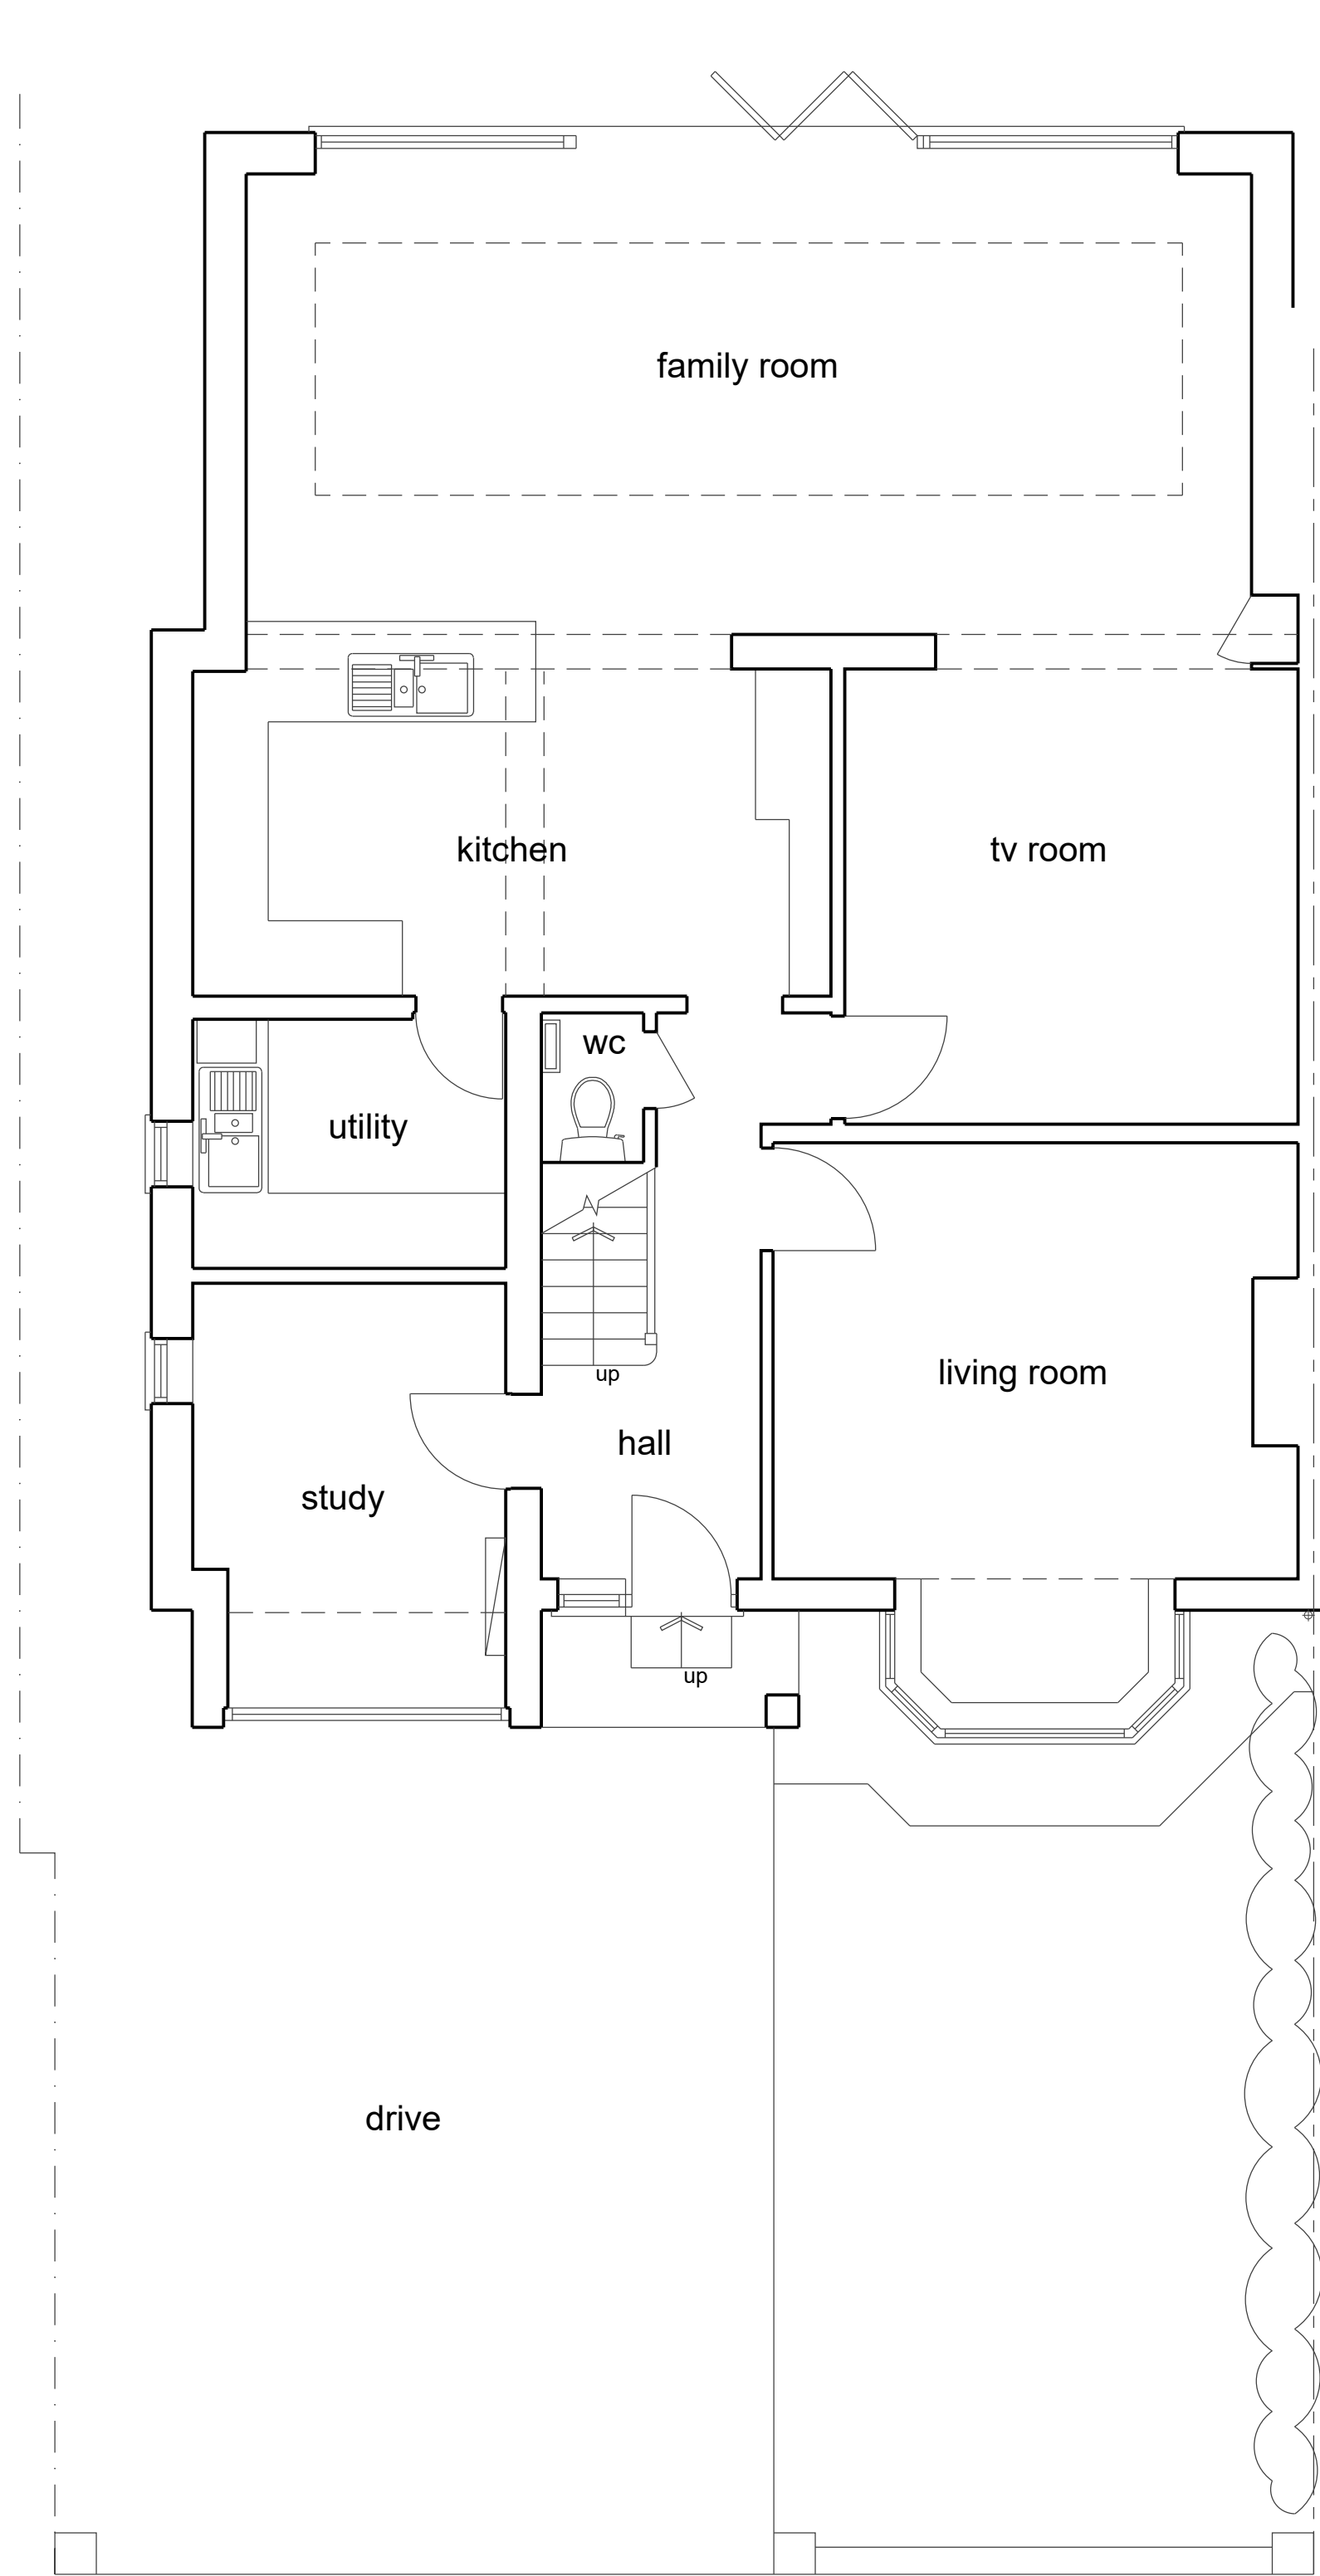 family room
kitchen
tv room
wc
utility
living room
up
hall
study
up
drive